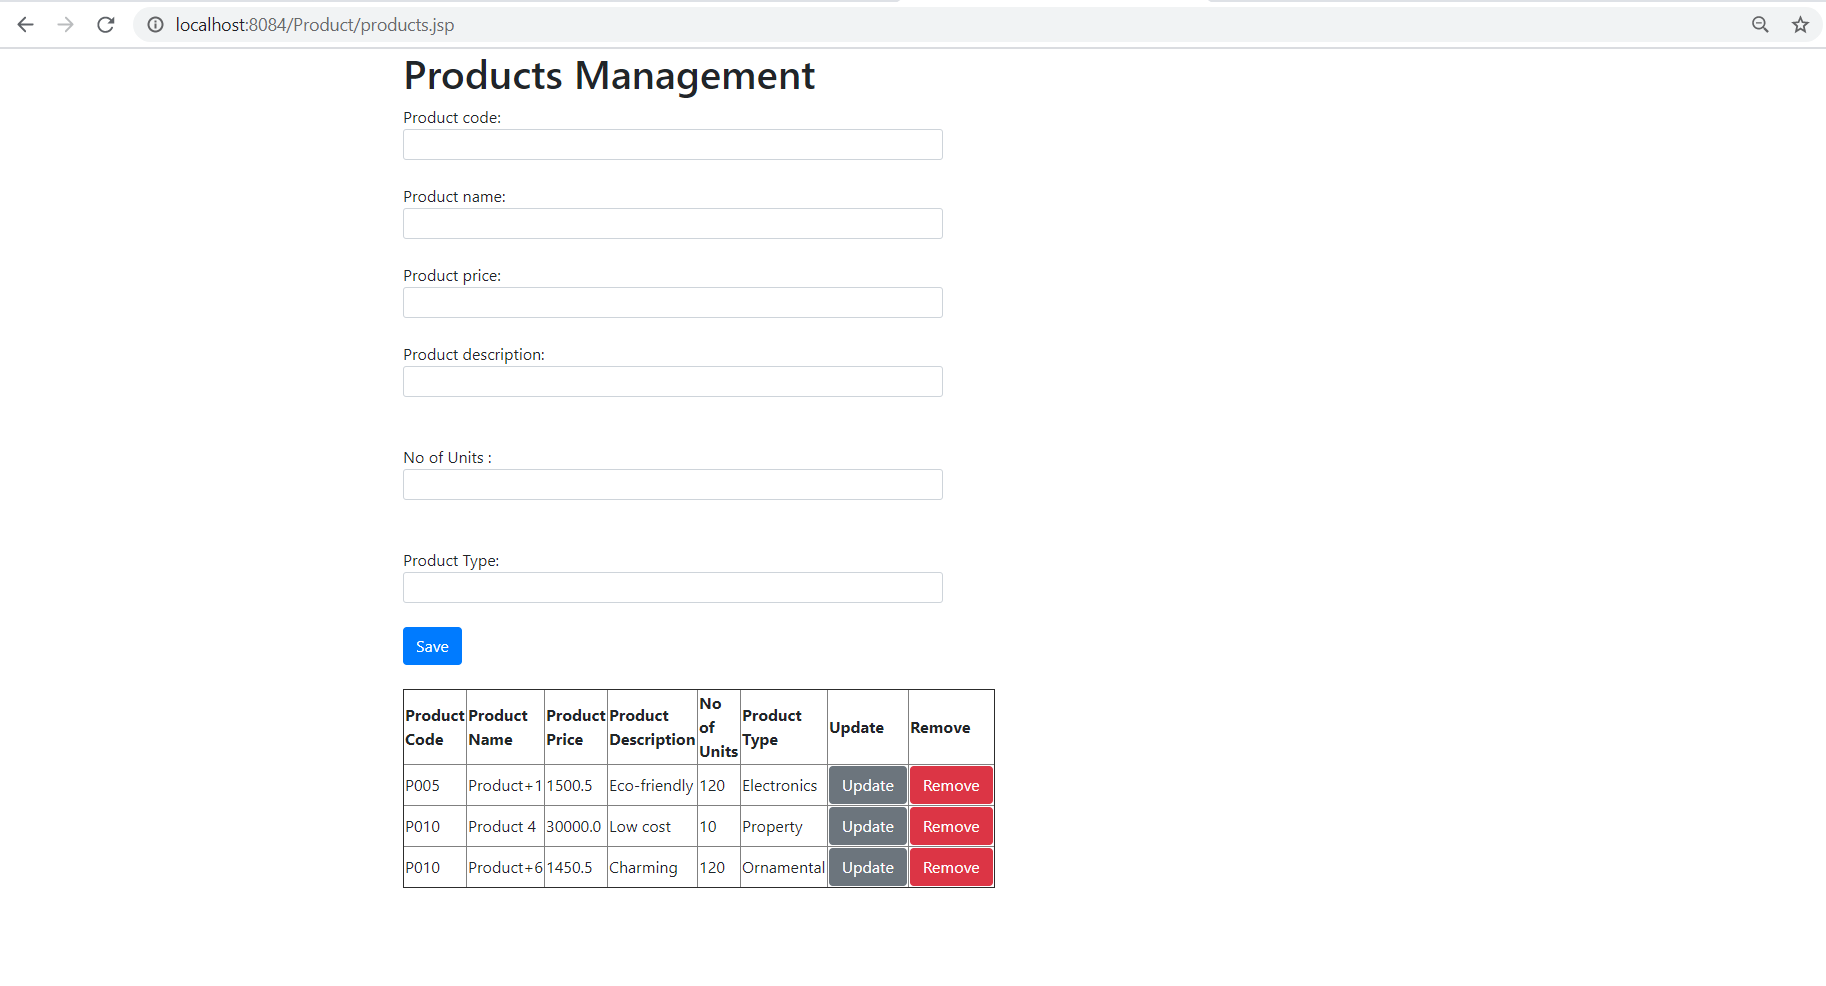 localhost:8084/Product/products.jsp
Products Management
Product code:
Product name:
Product price:
Product description:
No of Units :
Product Type:
Save
Product Code Product Name Product Price Product Description No of Units Product Type Update Remove
P005 Product+1 1500.5 Eco-friendly 120 Electronics Update Remove
P010 Product 4 30000.0 Low cost 10 Property Update Remove
P010 Product+6 1450.5 Charming 120 Ornamental Update Remove